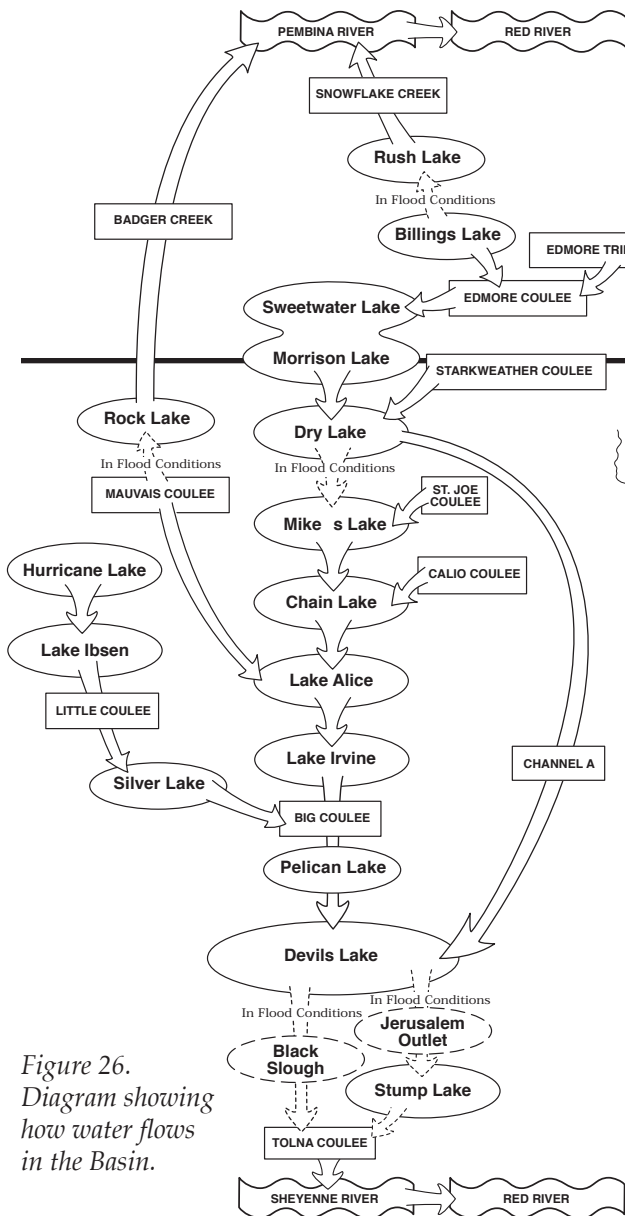 PEMBINA RIVER
RED RIVER
SNOWFLAKE CREEK
Rush Lake
In Flood Conditions
BADGER CREEK
Billings Lake
EDMORE TRI
EDMORE COULEE
Sweetwater Lake
Morrison Lake
STARKWEATHER COULEE
Rock Lake
Dry Lake
In Flood Conditions
In Flood Conditions
MAUVAIS COULEE
ST. JOE
COULEE
Mike s Lake
Hurricane Lake
CALIO COULEE
Chain Lake
Lake Ibsen
Lake Alice
LITTLE COULEE
Lake Irvine
CHANNEL A
Silver Lake
BIG COULEE
Pelican Lake
Devils Lake
In Flood Conditions
In Flood Conditions
Jerusalem
Outlet
Black
Slough
Stump Lake
Figure 26.
Diagram showing
how water flows
in the Basin.
TOLNA COULEE
SHEYENNE RIVER
RED RIVER